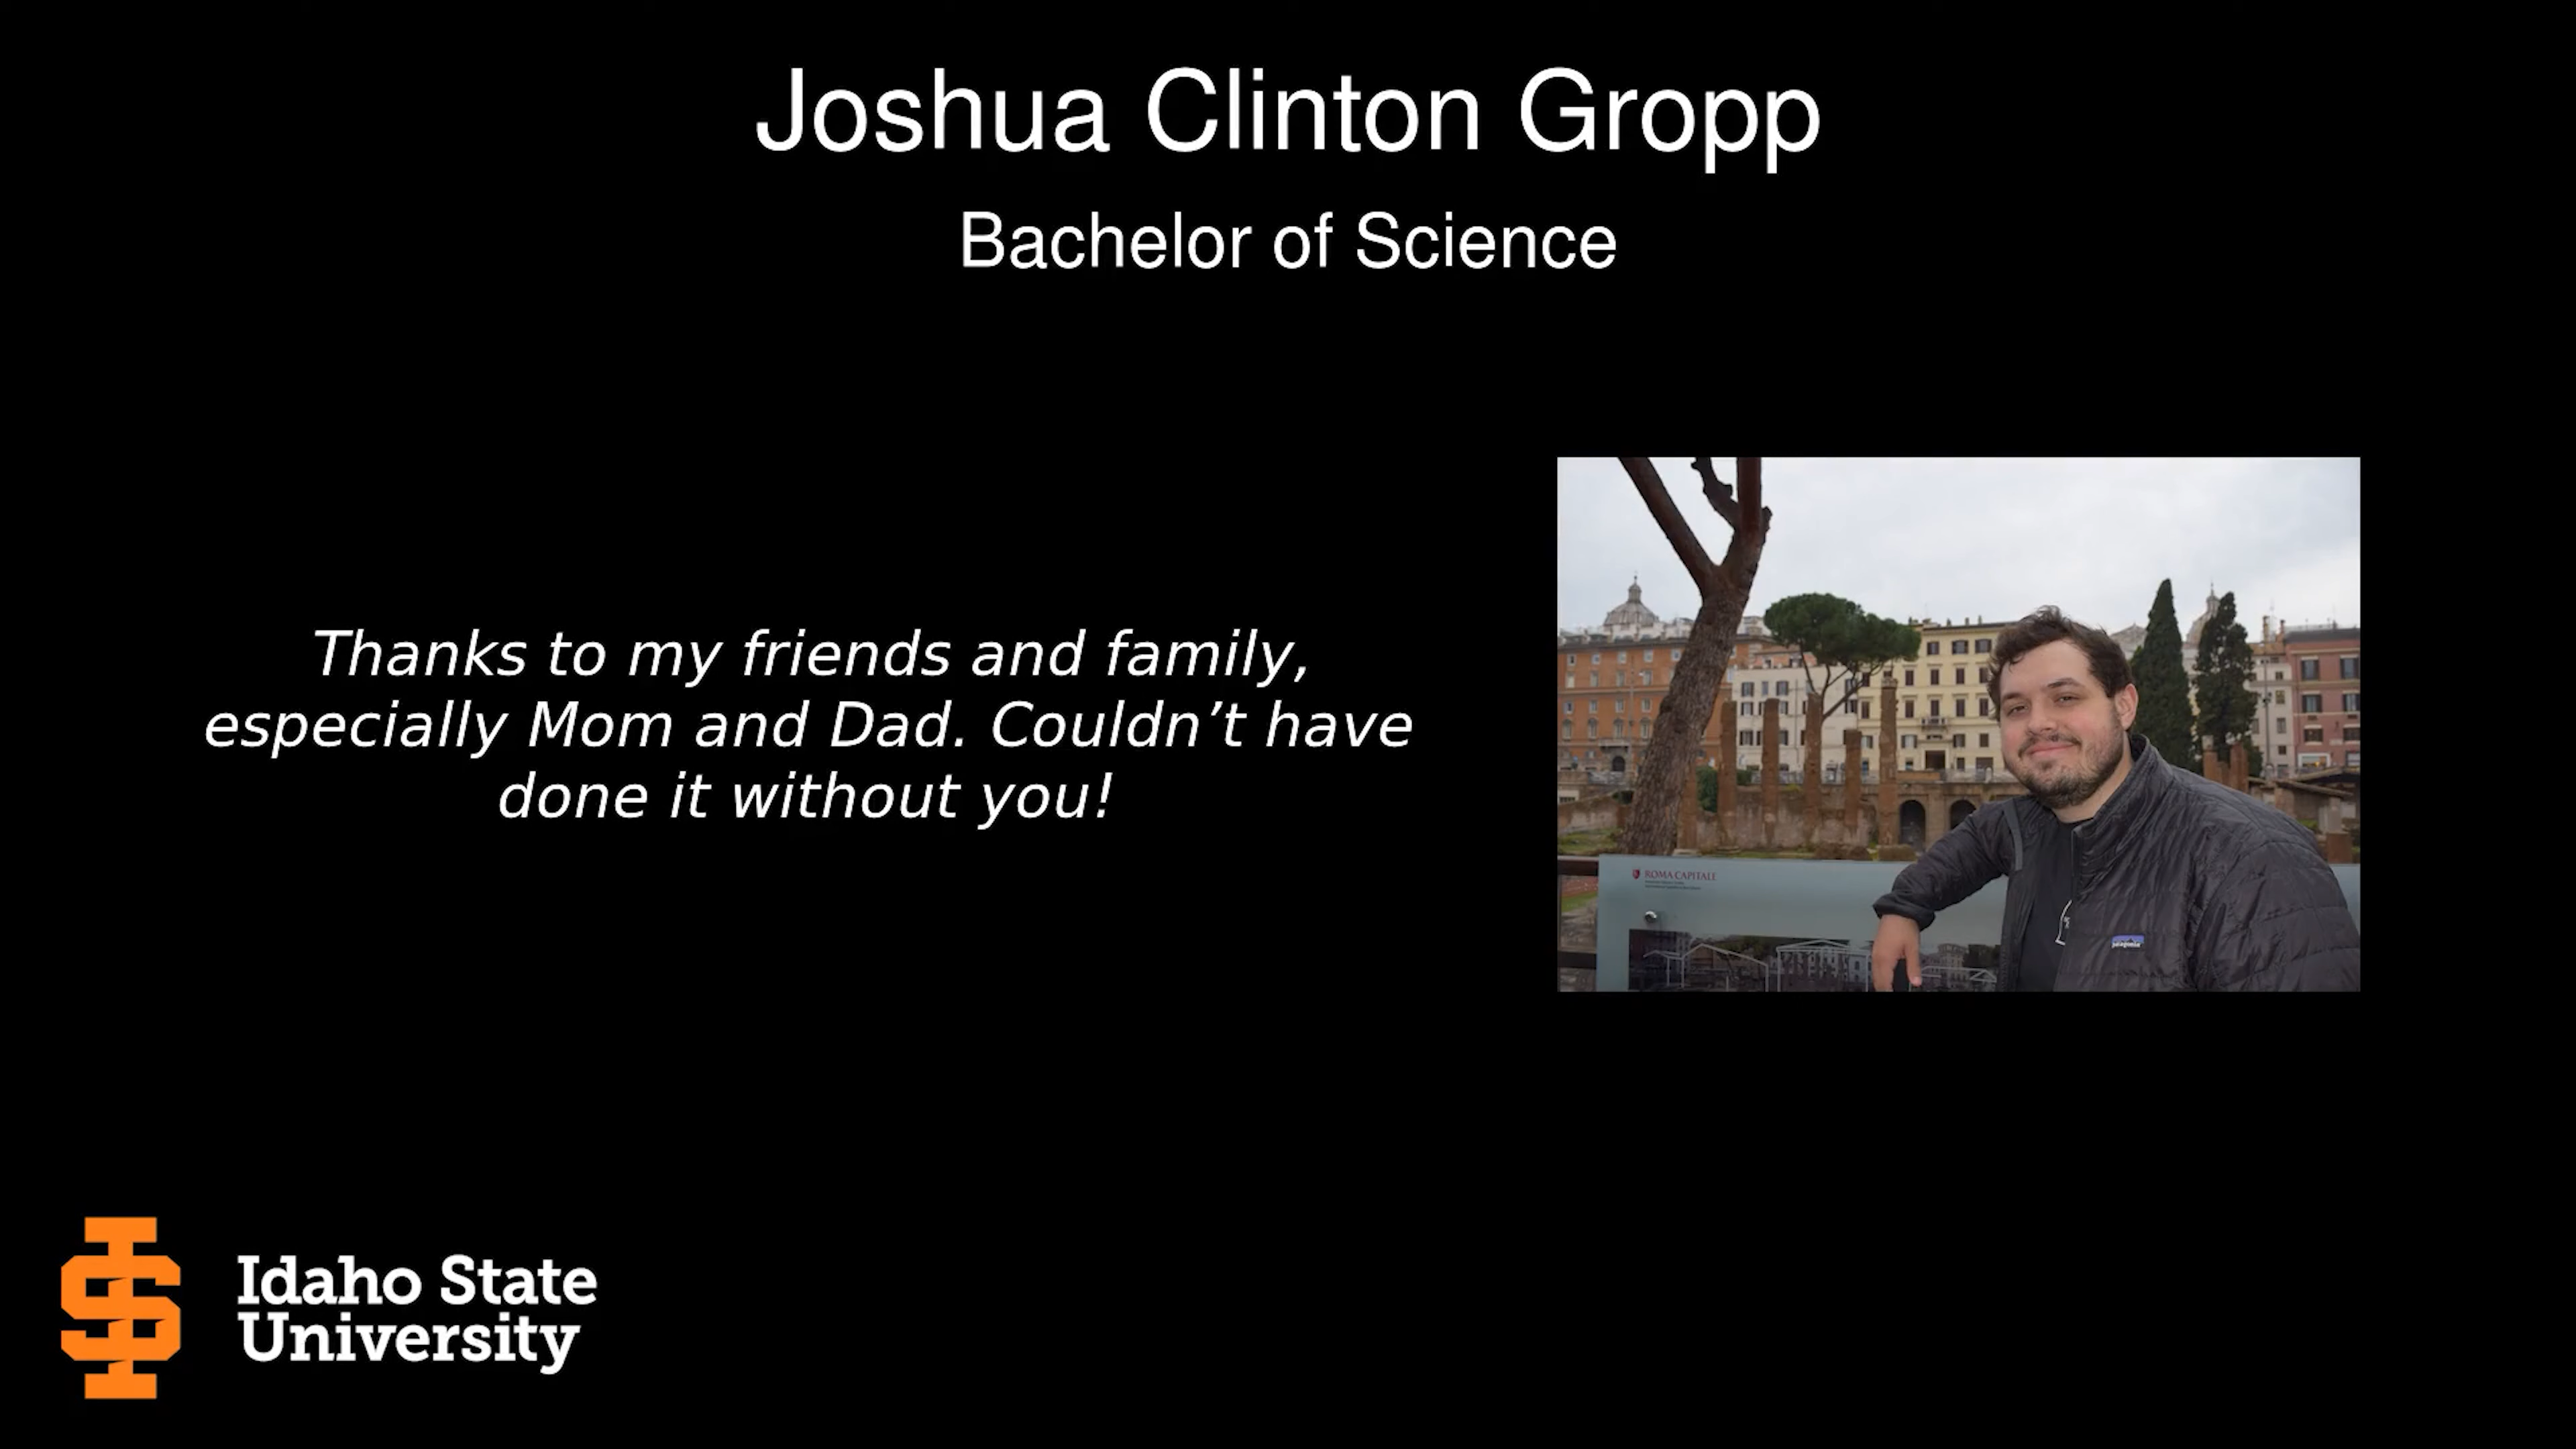 Joshua Clinton Gropp
Bachelor of Science
Thanks to my friends and family,
especially Mom and Dad. Couldn’t have
done it without you!
ROMA CAPITALE
patagonia
Idaho State
University